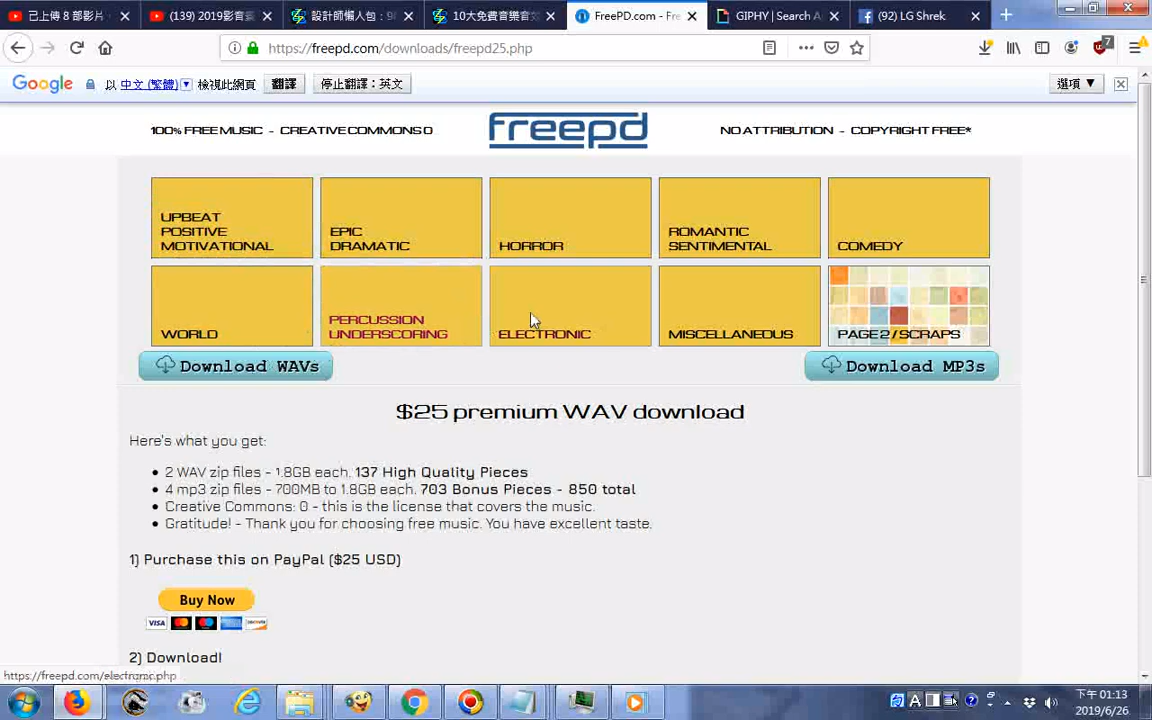 已上傳 8 部影片
(139) 2019影音素
設計師懶人包：9
10大免費音樂音效
FreePD.com - Fre
GIPHY | Search A
(92) LG Shrek
https://freepd.com/downloads/freepd25.php
7
Google 以 中文 (繁體) 檢視此網頁 翻譯 停止翻譯：英文 選項 ▼
100% FREE MUSIC - CREATIVE COMMONS 0
freepd
NO ATTRIBUTION - COPYRIGHT FREE*
UPBEAT
POSITIVE
MOTIVATIONAL
EPIC
DRAMATIC
HORROR
ROMANTIC
SENTIMENTAL
COMEDY
WORLD
PERCUSSION
UNDERSCORING
ELECTRONIC
MISCELLANEOUS
PAGE 2 / SCRAPS
Download WAVs
Download MP3s
$25 premium WAV download
Here's what you get:
2 WAV zip files - 1.8GB each. 137 High Quality Pieces
4 mp3 zip files - 700MB to 1.8GB each. 703 Bonus Pieces - 850 total
Creative Commons: 0 - this is the license that covers the music.
Gratitude! - Thank you for choosing free music. You have excellent taste.
1) Purchase this on PayPal ($25 USD)
Buy Now
VISA
DISCOVER
2) Download!
https://freepd.com/electronic.php
下午 01:13
2019/6/26